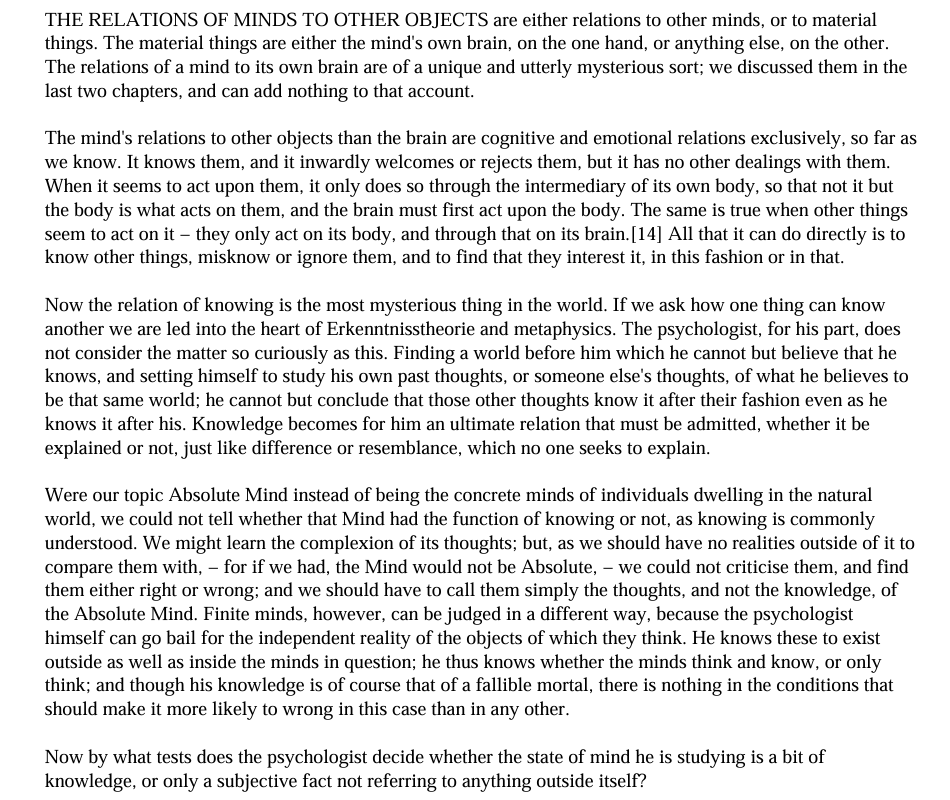 THE RELATIONS OF MINDS TO OTHER OBJECTS are either relations to other minds, or to material
things. The material things are either the mind's own brain, on the one hand, or anything else, on the other.
The relations of a mind to its own brain are of a unique and utterly mysterious sort; we discussed them in the
last two chapters, and can add nothing to that account.
The mind's relations to other objects than the brain are cognitive and emotional relations exclusively, so far as
we know. It knows them, and it inwardly welcomes or rejects them, but it has no other dealings with them.
When it seems to act upon them, it only does so through the intermediary of its own body, so that not it but
the body is what acts on them, and the brain must first act upon the body. The same is true when other things
seem to act on it – they only act on its body, and through that on its brain.[14] All that it can do directly is to
know other things, misknow or ignore them, and to find that they interest it, in this fashion or in that.
Now the relation of knowing is the most mysterious thing in the world. If we ask how one thing can know
another we are led into the heart of Erkenntnisstheorie and metaphysics. The psychologist, for his part, does
not consider the matter so curiously as this. Finding a world before him which he cannot but believe that he
knows, and setting himself to study his own past thoughts, or someone else's thoughts, of what he believes to
be that same world; he cannot but conclude that those other thoughts know it after their fashion even as he
knows it after his. Knowledge becomes for him an ultimate relation that must be admitted, whether it be
explained or not, just like difference or resemblance, which no one seeks to explain.
Were our topic Absolute Mind instead of being the concrete minds of individuals dwelling in the natural
world, we could not tell whether that Mind had the function of knowing or not, as knowing is commonly
understood. We might learn the complexion of its thoughts; but, as we should have no realities outside of it to
compare them with, – for if we had, the Mind would not be Absolute, – we could not criticise them, and find
them either right or wrong; and we should have to call them simply the thoughts, and not the knowledge, of
the Absolute Mind. Finite minds, however, can be judged in a different way, because the psychologist
himself can go bail for the independent reality of the objects of which they think. He knows these to exist
outside as well as inside the minds in question; he thus knows whether the minds think and know, or only
think; and though his knowledge is of course that of a fallible mortal, there is nothing in the conditions that
should make it more likely to wrong in this case than in any other.
Now by what tests does the psychologist decide whether the state of mind he is studying is a bit of
knowledge, or only a subjective fact not referring to anything outside itself?